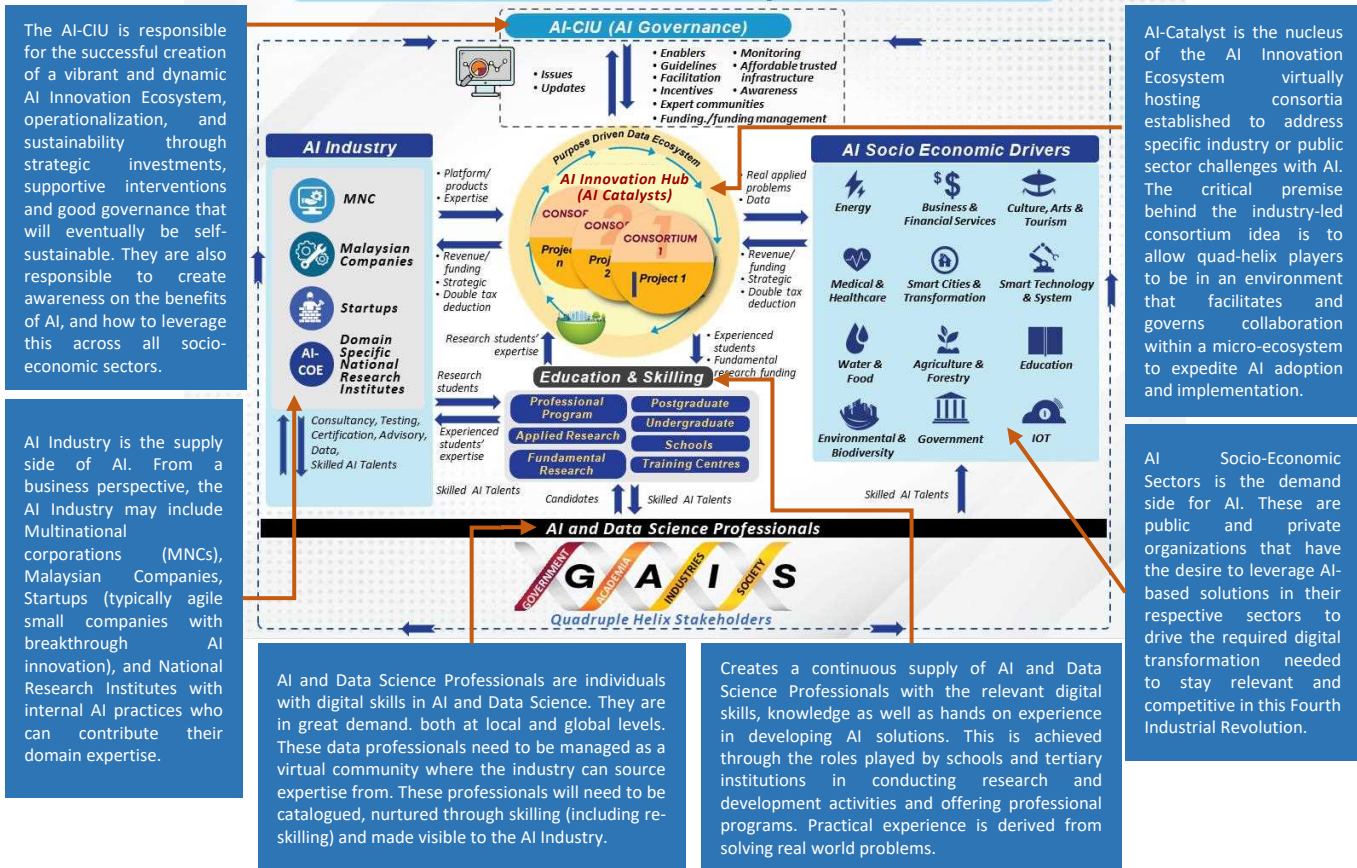 The AI-CIU is responsible
for the successful creation
of a vibrant and dynamic
AI Innovation Ecosystem,
operationalization, and
sustainability through
strategic investments,
supportive interventions
and good governance that
will eventually be self-
sustainable. They are also
responsible to create
awareness on the benefits
of AI, and how to leverage
this across all socio-
economic sectors.
AI Industry is the supply
side of AI. From a
business perspective, the
AI Industry may include
Multinational
corporations (MNCs),
Malaysian Companies,
Startups (typically agile
small companies with
breakthrough AI
innovation), and National
Research Institutes with
internal AI practices who
can contribute their
domain expertise.
AI-CIU (AI Governance)
• Issues
• Updates
• Enablers
• Guidelines
• Facilitation
• Incentives
• Expert communities
• Funding./funding management
• Monitoring
• Affordable trusted
infrastructure
• Awareness
AI Industry
MNC
Malaysian
Companies
Startups
AI-
COE
Domain
Specific
National
Research
Institutes
Consultancy, Testing,
Certification, Advisory,
Data,
Skilled AI Talents
• Platform/
products
• Expertise
• Revenue/
funding
• Strategic
• Double tax
deduction
Purpose Driven Data Ecosystem
AI Innovation Hub
(AI Catalysts)
CONSOR
Projec
n
2
CONSO
Proj
2
1
CONSORTIUM
1
Project 1
• Real applied
problems
• Data
• Revenue/
funding
• Strategic
• Double tax
deduction
Research students'
expertise
• Experienced
students
• Fundamental
research funding
Research
students
Experienced
students'
expertise
Education & Skilling
Professional
Program
Applied Research
Fundamental
Research
Postgraduate
Undergraduate
Schools
Training Centres
AI Socio Economic Drivers
Energy
$$
Business &
Financial Services
Culture, Arts &
Tourism
Medical &
Healthcare
Smart Cities &
Transformation
Smart Technology
& System
Water &
Food
Agriculture &
Forestry
Education
Environmental &
Biodiversity
Government
IOT
Skilled AI Talents
Candidates
Skilled AI Talents
Skilled AI Talents
AI and Data Science Professionals
GOVERNMENT
G
ACADEMIA
A
INDUSTRIES
I
SOCIETY
S
Quadruple Helix Stakeholders
AI-Catalyst is the nucleus
of the AI Innovation
Ecosystem virtually
hosting consortia
established to address
specific industry or public
sector challenges with AI.
The critical premise
behind the industry-led
consortium idea is to
allow quad-helix players
to be in an environment
that facilitates and
governs collaboration
within a micro-ecosystem
to expedite AI adoption
and implementation.
AI Socio-Economic
Sectors is the demand
side for AI. These are
public and private
organizations that have
the desire to leverage AI-
based solutions in their
respective sectors to
drive the required digital
transformation needed
to stay relevant and
competitive in this Fourth
Industrial Revolution.
AI and Data Science Professionals are individuals
with digital skills in AI and Data Science. They are
in great demand. both at local and global levels.
These data professionals need to be managed as a
virtual community where the industry can source
expertise from. These professionals will need to be
catalogued, nurtured through skilling (including re-
skilling) and made visible to the AI Industry.
Creates a continuous supply of AI and Data
Science Professionals with the relevant digital
skills, knowledge as well as hands on experience
in developing AI solutions. This is achieved
through the roles played by schools and tertiary
institutions in conducting research and
development activities and offering professional
programs. Practical experience is derived from
solving real world problems.